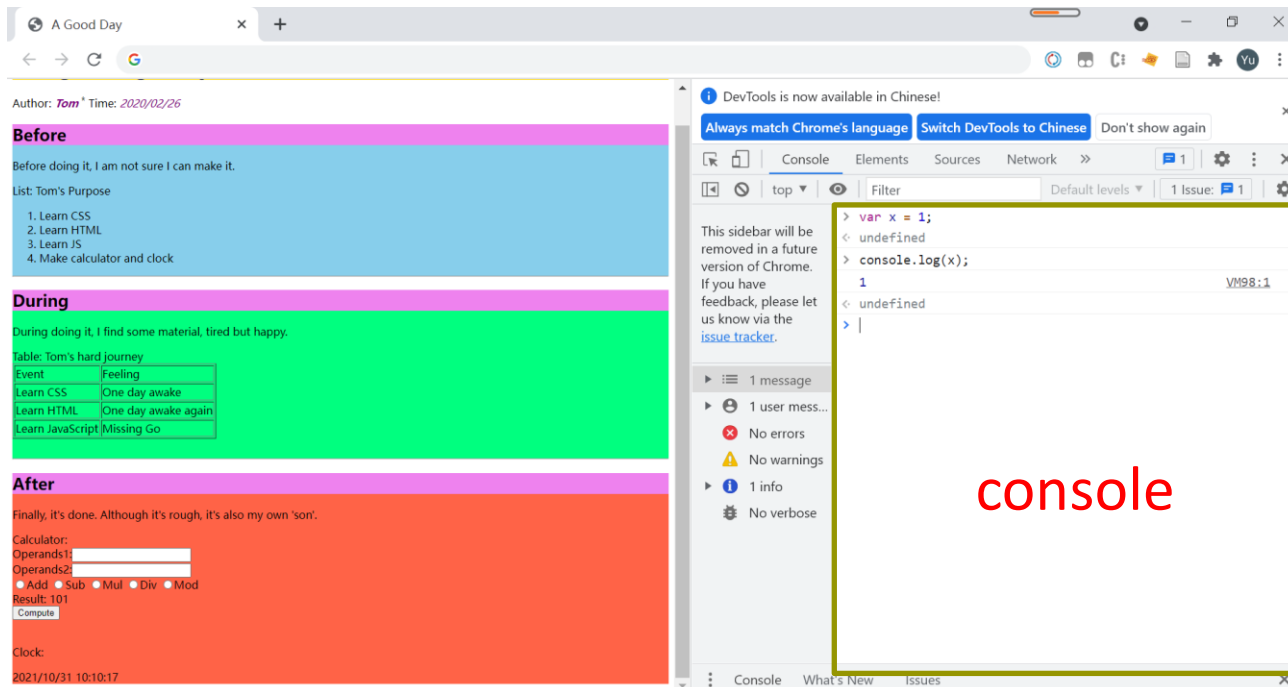 A Good Day
Yu
Author: Tom * Time: 2020/02/26
Before
Before doing it, I am not sure I can make it.
List: Tom's Purpose
1. Learn CSS
2. Learn HTML
3. Learn JS
4. Make calculator and clock
During
During doing it, I find some material, tired but happy.
Table: Tom's hard journey
Event Feeling
Learn CSS One day awake
Learn HTML One day awake again
Learn JavaScript Missing Go
After
Finally, it's done. Although it's rough, it's also my own 'son'.
Calculator:
Operands1:
Operands2:
Add Sub Mul Div Mod
Result: 101
Compute
Clock:
2021/10/31 10:10:17
DevTools is now available in Chinese!
Always match Chrome's language Switch DevTools to Chinese Don't show again
Console Elements Sources Network » 1
top Filter Default levels 1 Issue: 1
This sidebar will be
removed in a future
version of Chrome.
If you have
feedback, please let
us know via the
issue tracker.
1 message
1 user mess...
No errors
No warnings
1 info
No verbose
> var x = 1;
undefined
> console.log(x);
1 VM98:1
undefined
>
console
Console What's New Issues